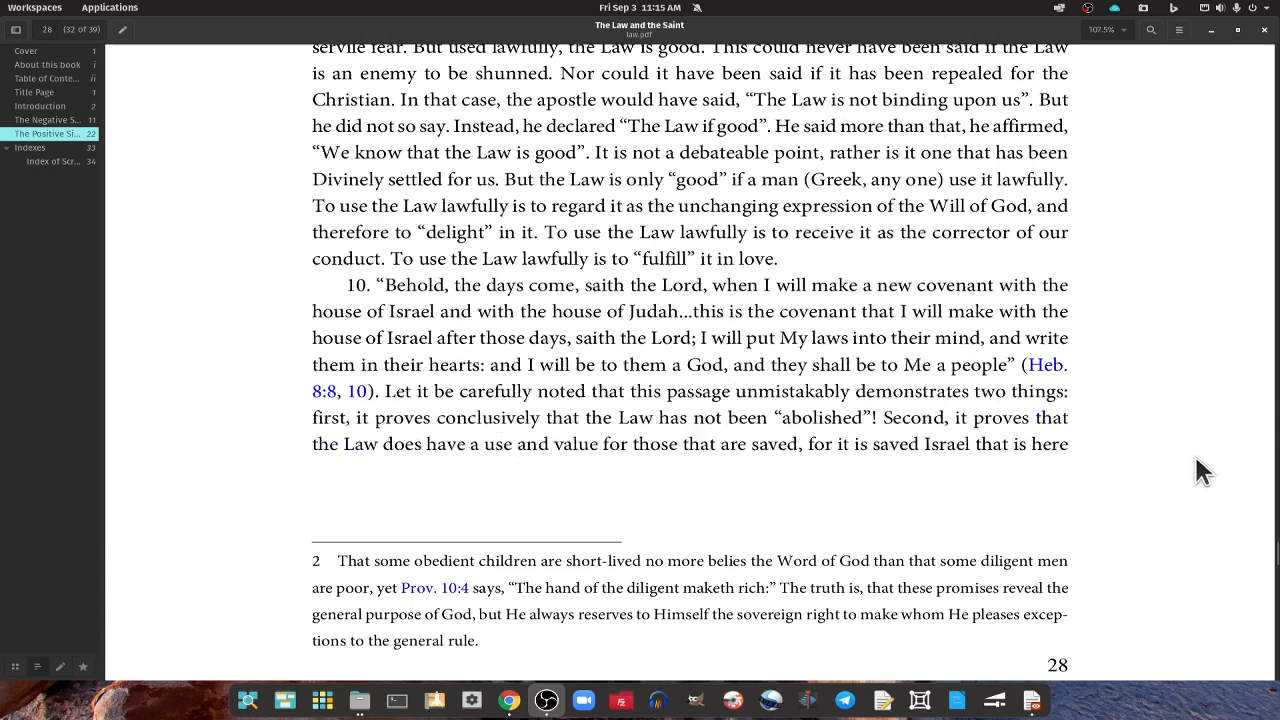 Workspaces Applications Fri Sep 3 11:15 AM
28 (32 of 39) The Law and the Saint 107.5%
law.pdf
Cover 1
About this book i
Table of Conte... ii
Title Page 1
Introduction 2
The Negative S... 11
The Positive Si... 22
Indexes 33
Index of Scr... 34
servile fear. But used lawfully, the Law is good. This could never have been said if the Law
is an enemy to be shunned. Nor could it have been said if it has been repealed for the
Christian. In that case, the apostle would have said, “The Law is not binding upon us”. But
he did not so say. Instead, he declared “The Law if good”. He said more than that, he affirmed,
“We know that the Law is good”. It is not a debateable point, rather is it one that has been
Divinely settled for us. But the Law is only “good” if a man (Greek, any one) use it lawfully.
To use the Law lawfully is to regard it as the unchanging expression of the Will of God, and
therefore to “delight” in it. To use the Law lawfully is to receive it as the corrector of our
conduct. To use the Law lawfully is to “fulfill” it in love.
10. “Behold, the days come, saith the Lord, when I will make a new covenant with the
house of Israel and with the house of Judah...this is the covenant that I will make with the
house of Israel after those days, saith the Lord; I will put My laws into their mind, and write
them in their hearts: and I will be to them a God, and they shall be to Me a people” (Heb.
8:8, 10). Let it be carefully noted that this passage unmistakably demonstrates two things:
first, it proves conclusively that the Law has not been “abolished”! Second, it proves that
the Law does have a use and value for those that are saved, for it is saved Israel that is here
2 That some obedient children are short-lived no more belies the Word of God than that some diligent men
are poor, yet Prov. 10:4 says, “The hand of the diligent maketh rich:” The truth is, that these promises reveal the
general purpose of God, but He always reserves to Himself the sovereign right to make whom He pleases excep-
tions to the general rule.
28